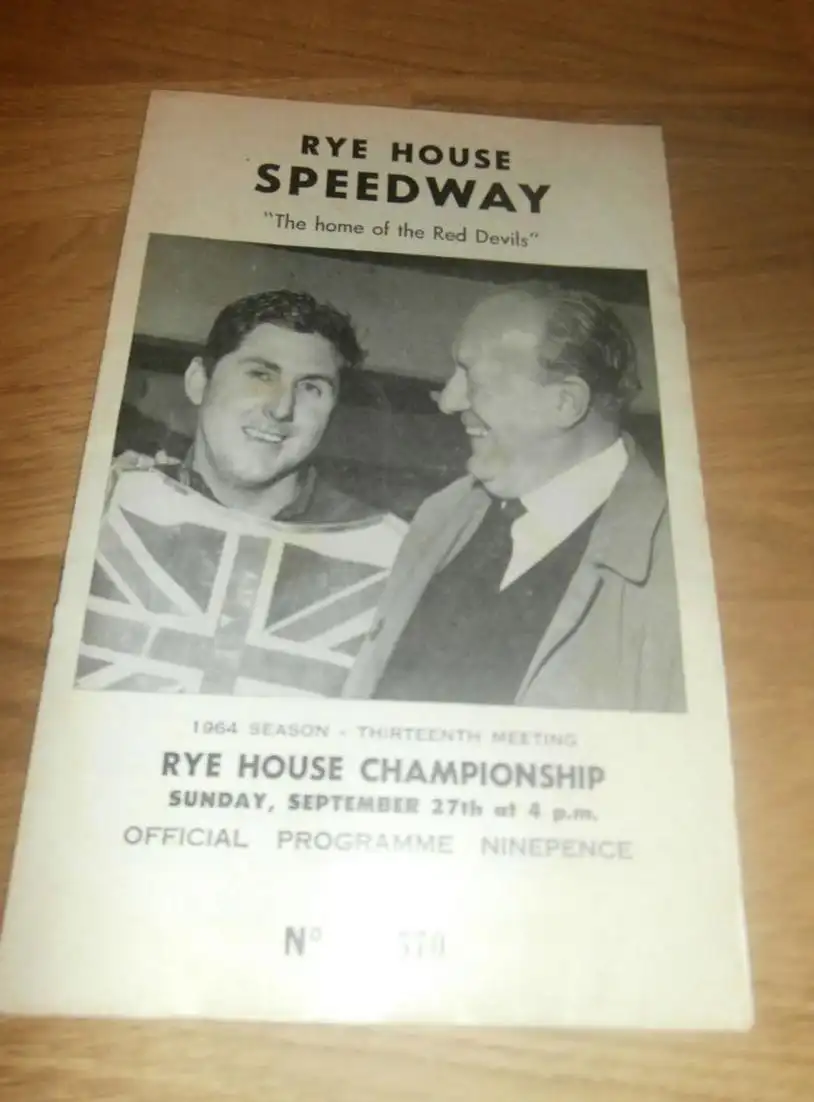 RYE HOUSE
SPEEDWAY
"The home of the Red Devils"
1964 SEASON - THIRTEENTH MEETING
RYE HOUSE CHAMPIONSHIP
SUNDAY, SEPTEMBER 27th at 4 p.m.
OFFICIAL PROGRAMME NINEPENCE
Nº